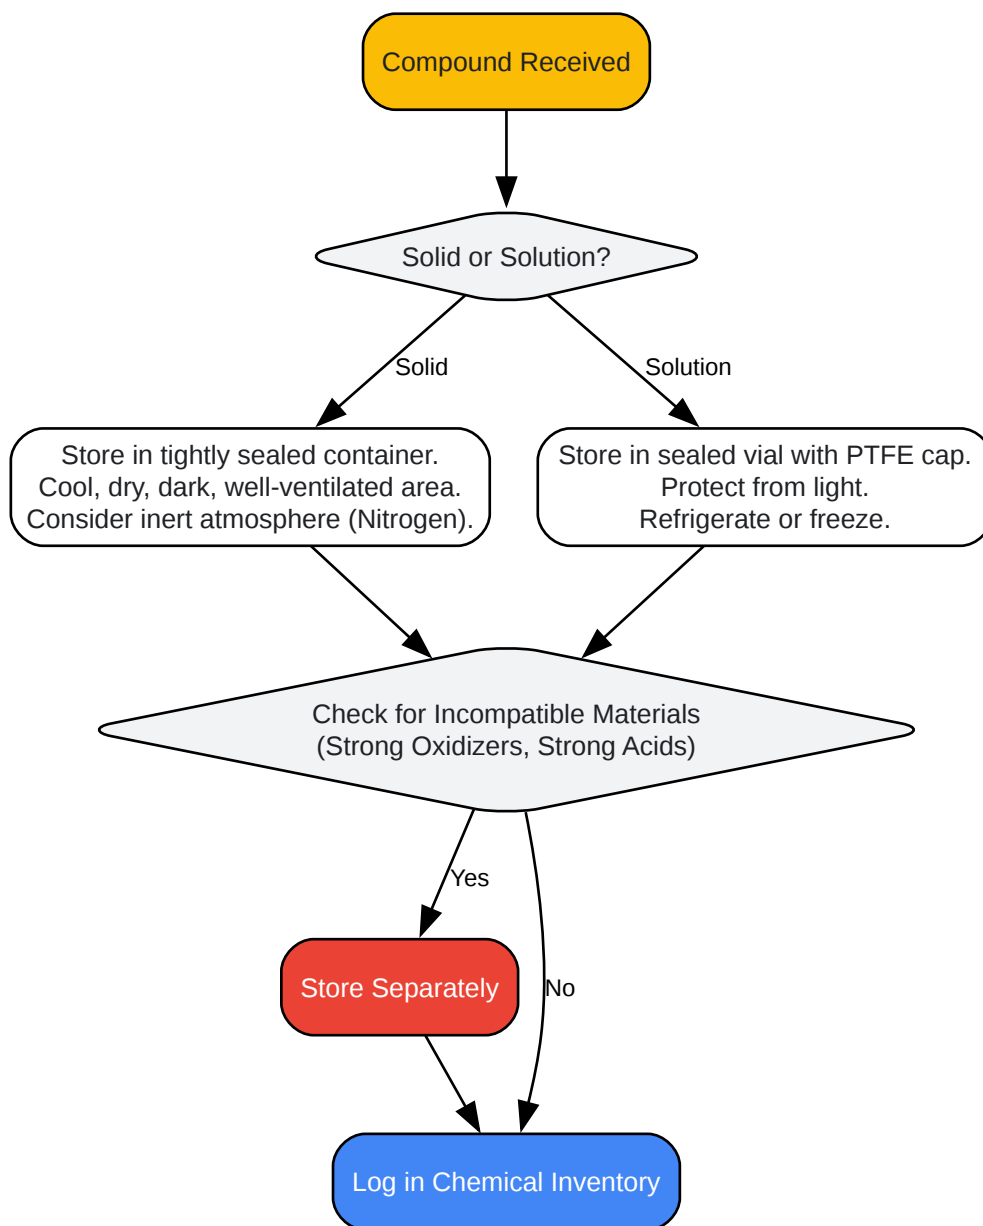 Compound Received
Solid or Solution?
Solid
Solution
Store in tightly sealed container.
Cool, dry, dark, well-ventilated area.
Consider inert atmosphere (Nitrogen).
Store in sealed vial with PTFE cap.
Protect from light.
Refrigerate or freeze.
Check for Incompatible Materials
(Strong Oxidizers, Strong Acids)
Yes
Store Separately
No
Log in Chemical Inventory